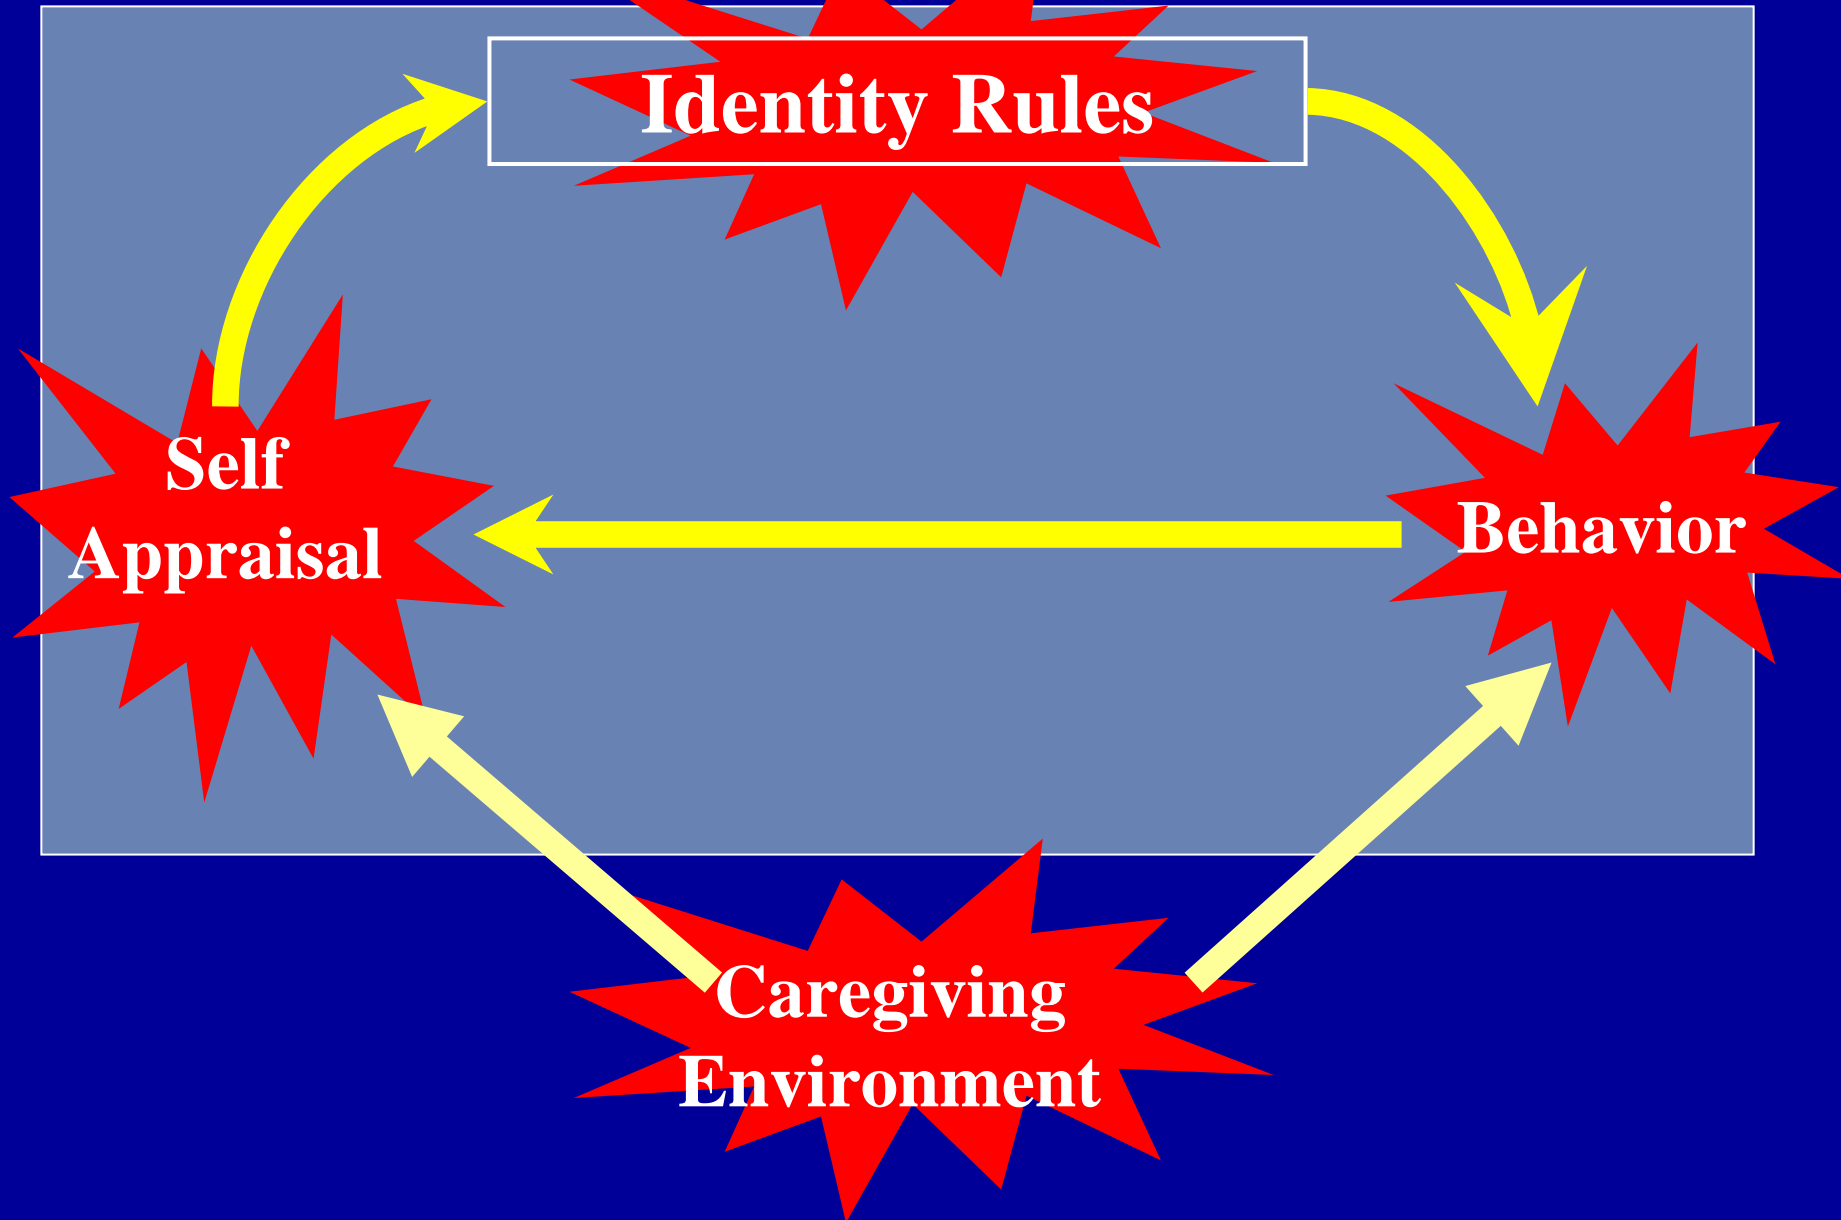 Identity Rules
Self
Appraisal
Behavior
Caregiving
Environment